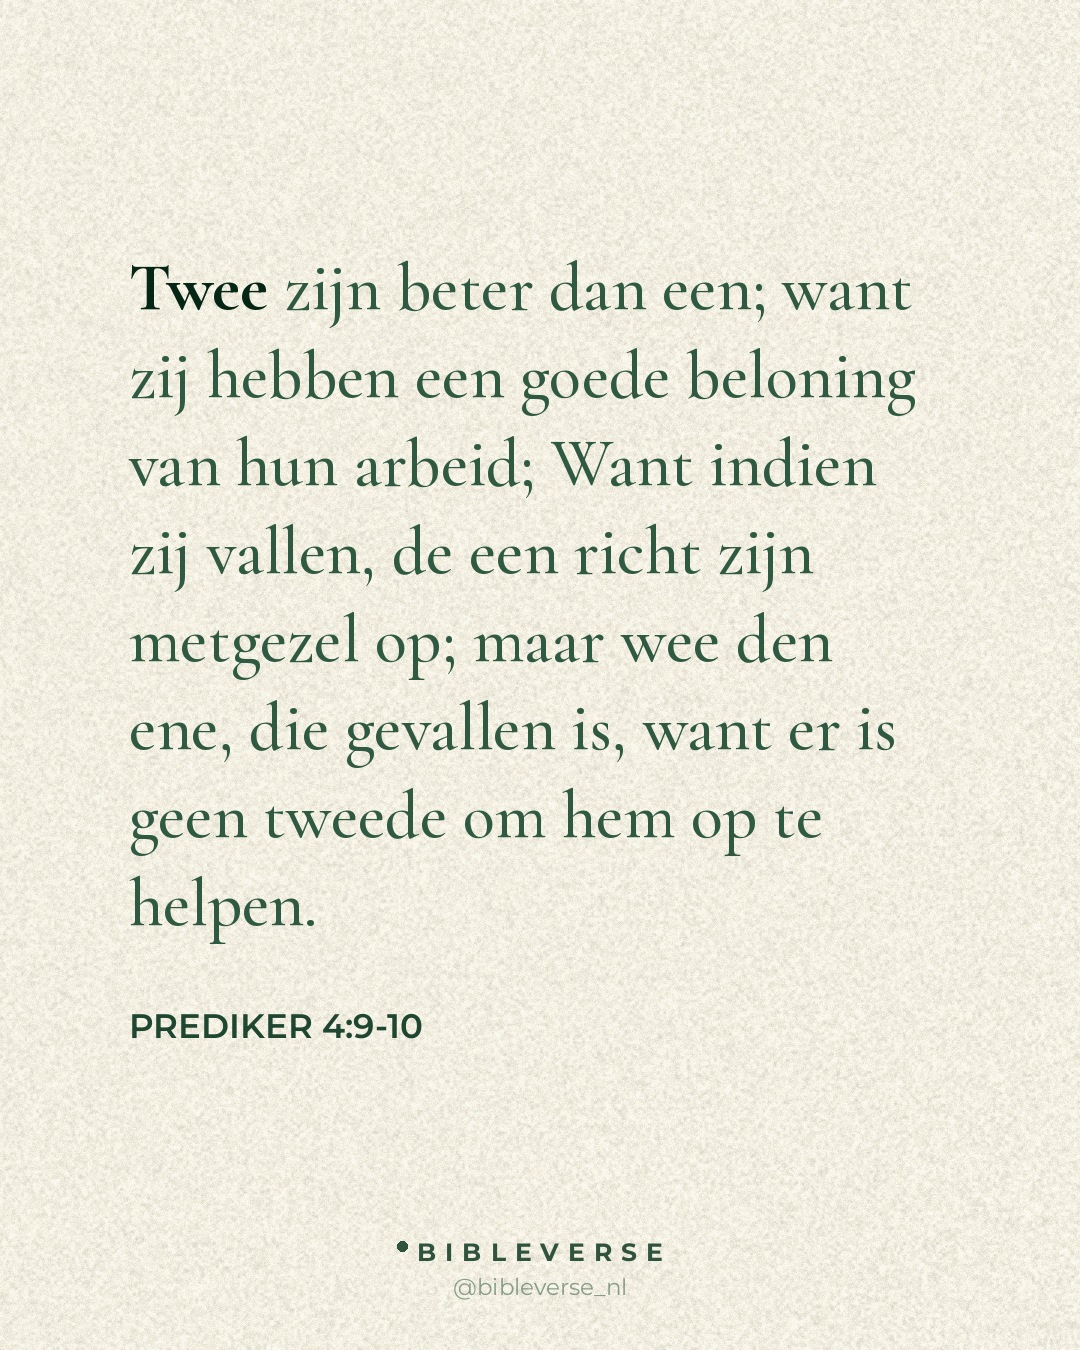 Twee zijn beter dan een; want
zij hebben een goede beloning
van hun arbeid; Want indien
zij vallen, de een richt zijn
metgezel op; maar wee den
ene, die gevallen is, want er is
geen tweede om hem op te
helpen.
PREDIKER 4:9-10
BIBLEVERSE
@bibleverse_nl